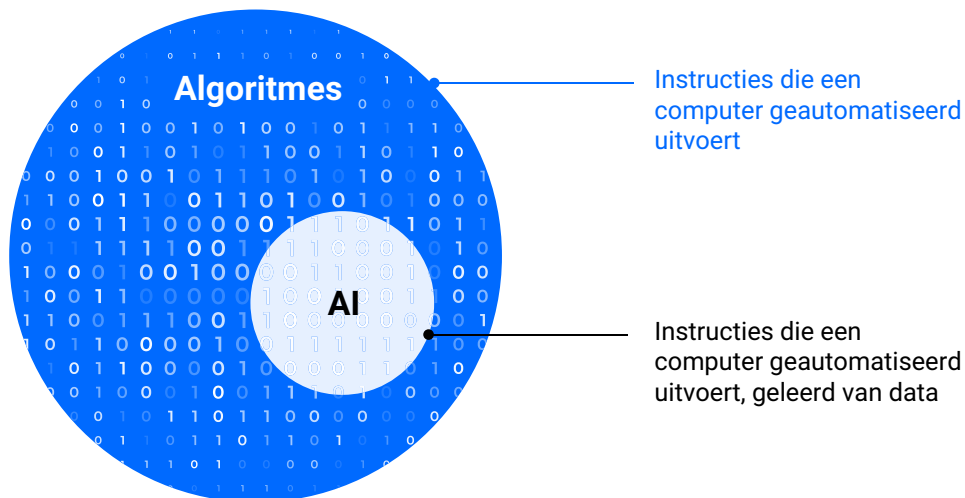 Algoritmes
Instructies die een
computer geautomatiseerd
uitvoert
AI
Instructies die een
computer geautomatiseerd
uitvoert, geleerd van data